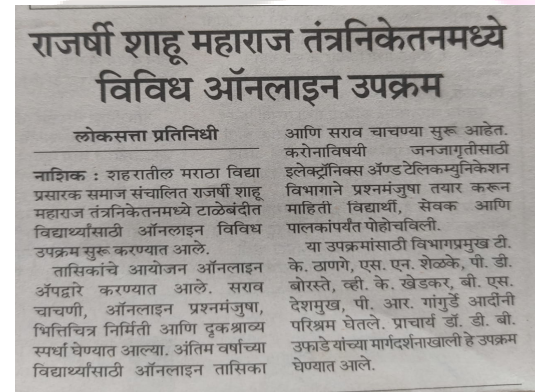 राजर्षी शाहू महाराज तंत्रनिकेतनमध्ये
विविध ऑनलाइन उपक्रम
लोकसत्ता प्रतिनिधी
नाशिक : शहरातील मराठा विद्या
प्रसारक समाज संचालित राजर्षी शाहू
महाराज तंत्रनिकेतनमध्ये टाळेबंदीत
विद्यार्थ्यांसाठी ऑनलाइन विविध
उपक्रम सुरू करण्यात आले.
तासिकांचे आयोजन ऑनलाइन
अ‍ॅपद्वारे करण्यात आले. सराव
चाचणी, ऑनलाइन प्रश्नमंजुषा,
भित्तिचित्र निर्मिती आणि दृकश्राव्य
स्पर्धा घेण्यात आल्या. अंतिम वर्षाच्या
विद्यार्थ्यांसाठी ऑनलाइन तासिका
आणि सराव चाचण्या सुरू आहेत.
करोनाविषयी जनजागृतीसाठी
इलेक्ट्रॉनिक्स अ‍ॅण्ड टेलिकम्युनिकेशन
विभागाने प्रश्नमंजुषा तयार करून
माहिती विद्यार्थी, सेवक आणि
पालकांपर्यंत पोहोचविली.
या उपक्रमांसाठी विभागप्रमुख टी.
के. ठाणगे, एस. एन. शेळके, पी. डी.
बोरस्ते, व्ही. के. खेडकर, बी. एस.
देशमुख, पी. आर. गांगुर्डे आदींनी
परिश्रम घेतले. प्राचार्य डॉ. डी. बी.
उफाडे यांच्या मार्गदर्शनाखाली हे उपक्रम
घेण्यात आले.